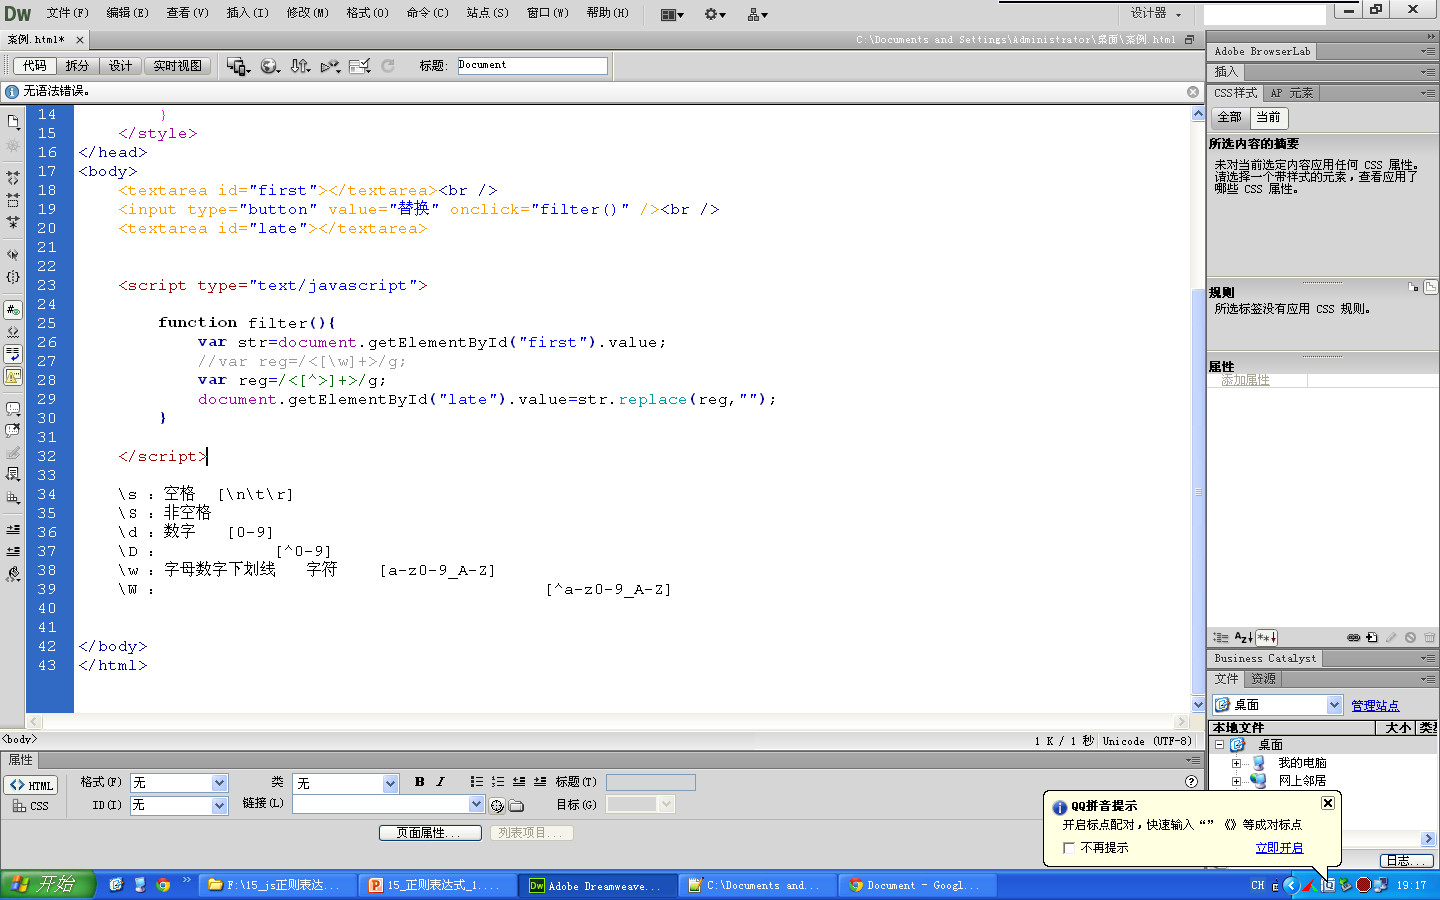 Dw 文件(F) 编辑(E) 查看(V) 插入(I) 修改(M) 格式(O) 命令(C) 站点(S) 窗口(W) 帮助(H) 设计器
案例.html* C:\Documents and Settings\Administrator\桌面\案例.html
代码 拆分 设计 实时视图 标题: Document
无语法错误。
14 }
15 </style>
16 </head>
17 <body>
18 <textarea id="first"></textarea><br />
19 <input type="button" value="替换" onclick="filter()" /><br />
20 <textarea id="late"></textarea>
21
22
23 <script type="text/javascript">
24
25 function filter(){
26 var str=document.getElementById("first").value;
27 //var reg=/<[\w]+>/g;
28 var reg=/<[^>]+>/g;
29 document.getElementById("late").value=str.replace(reg,"");
30 }
31
32 </script>
33
34 \s : 空格 [\n\t\r]
35 \S : 非空格
36 \d : 数字 [0-9]
37 \D : [^0-9]
38 \w : 字母数字下划线 字符 [a-z0-9_A-Z]
39 \W : [^a-z0-9_A-Z]
40
41
42 </body>
43 </html>
<body> 1 K / 1 秒 Unicode (UTF-8)
属性
HTML 格式(F) 无 类 无 B I 标题(T)
CSS ID(I) 无 链接(L) 目标(G)
页面属性... 列表项目...
Adobe BrowserLab
插入
CSS样式 AP 元素
全部 当前
所选内容的摘要
未对当前选定内容应用任何 CSS 属性。
请选择一个带样式的元素，查看应用了
哪些 CSS 属性。
规则
所选标签没有应用 CSS 规则。
属性
添加属性
Business Catalyst
文件 资源
桌面 管理站点
本地文件 大小
桌面
我的电脑
网上邻居
日志...
QQ拼音提示
开启标点配对，快速输入“”《》等成对标点
不再提示 立即开启
开始 F:\15_js正则表达... 15_正则表达式_1.... Adobe Dreamweave... C:\Documents and... Document - Googl... CH 19:17